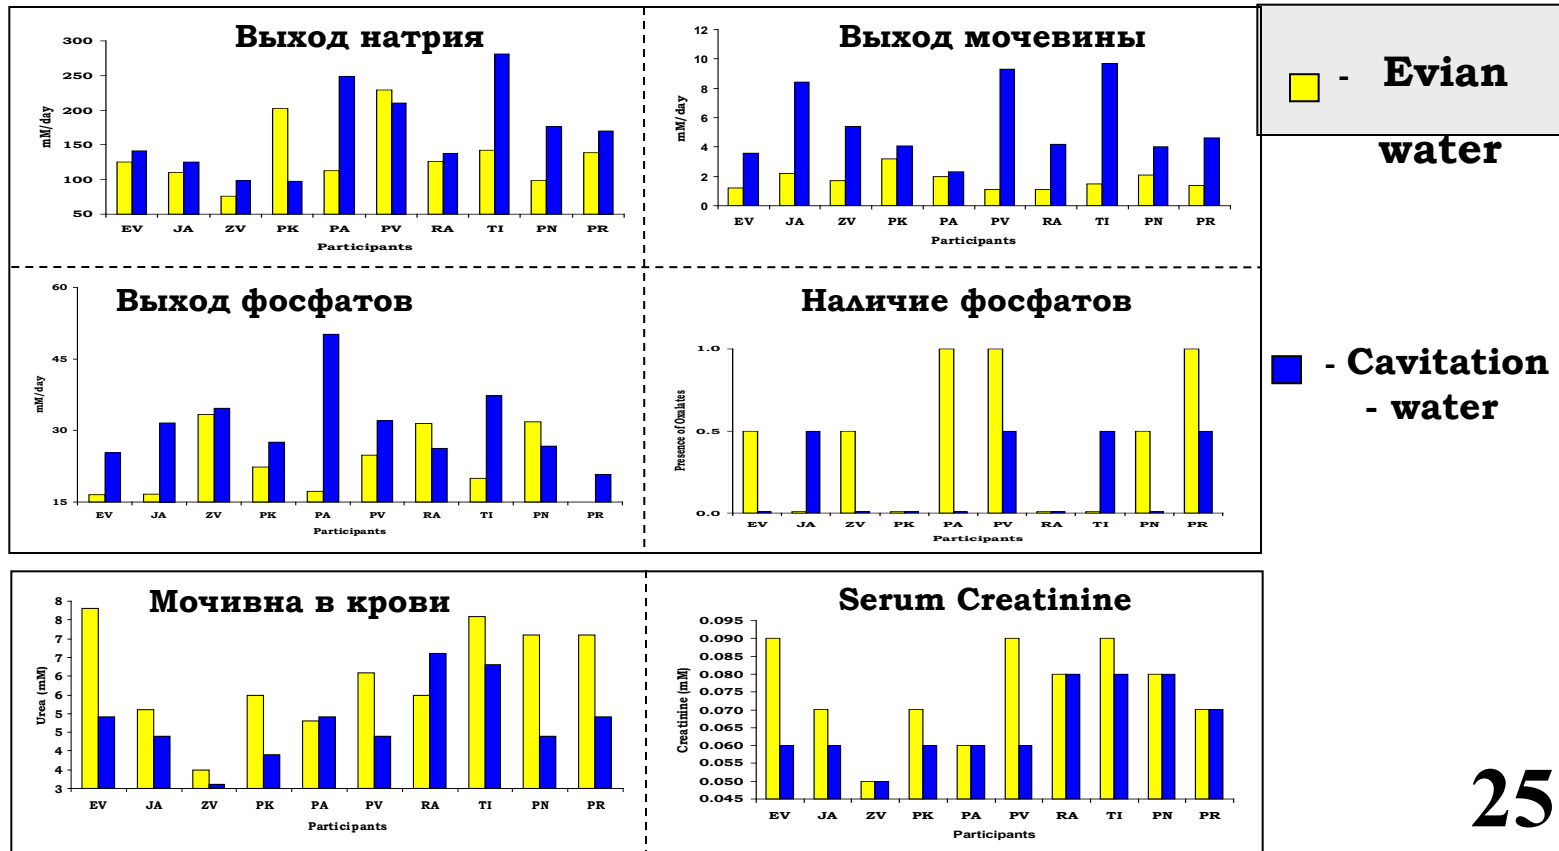 Выход натрия
300
250
200
150
100
50
mM/day
EV JA ZV PK PA PV RA TI PN PR
Participants
Выход мочевины
12
10
8
6
4
2
0
mM/day
EV JA ZV PK PA PV RA TI PN PR
Participants
- Evian
water
Выход фосфатов
60
45
30
15
mM/day
EV JA ZV PK PA PV RA TI PN PR
Participants
Наличие фосфатов
1.0
0.5
0.0
Presence of Oxalates
EV JA ZV PK PA PV RA TI PN PR
Participants
- Cavitation
- water
Мочивна в крови
8
8
7
7
6
6
5
5
4
4
3
Urea (mM)
EV JA ZV PK PA PV RA TI PN PR
Participants
Serum Creatinine
0.095
0.090
0.085
0.080
0.075
0.070
0.065
0.060
0.055
0.050
0.045
Creatinine (mM)
EV JA ZV PK PA PV RA TI PN PR
Participants
25